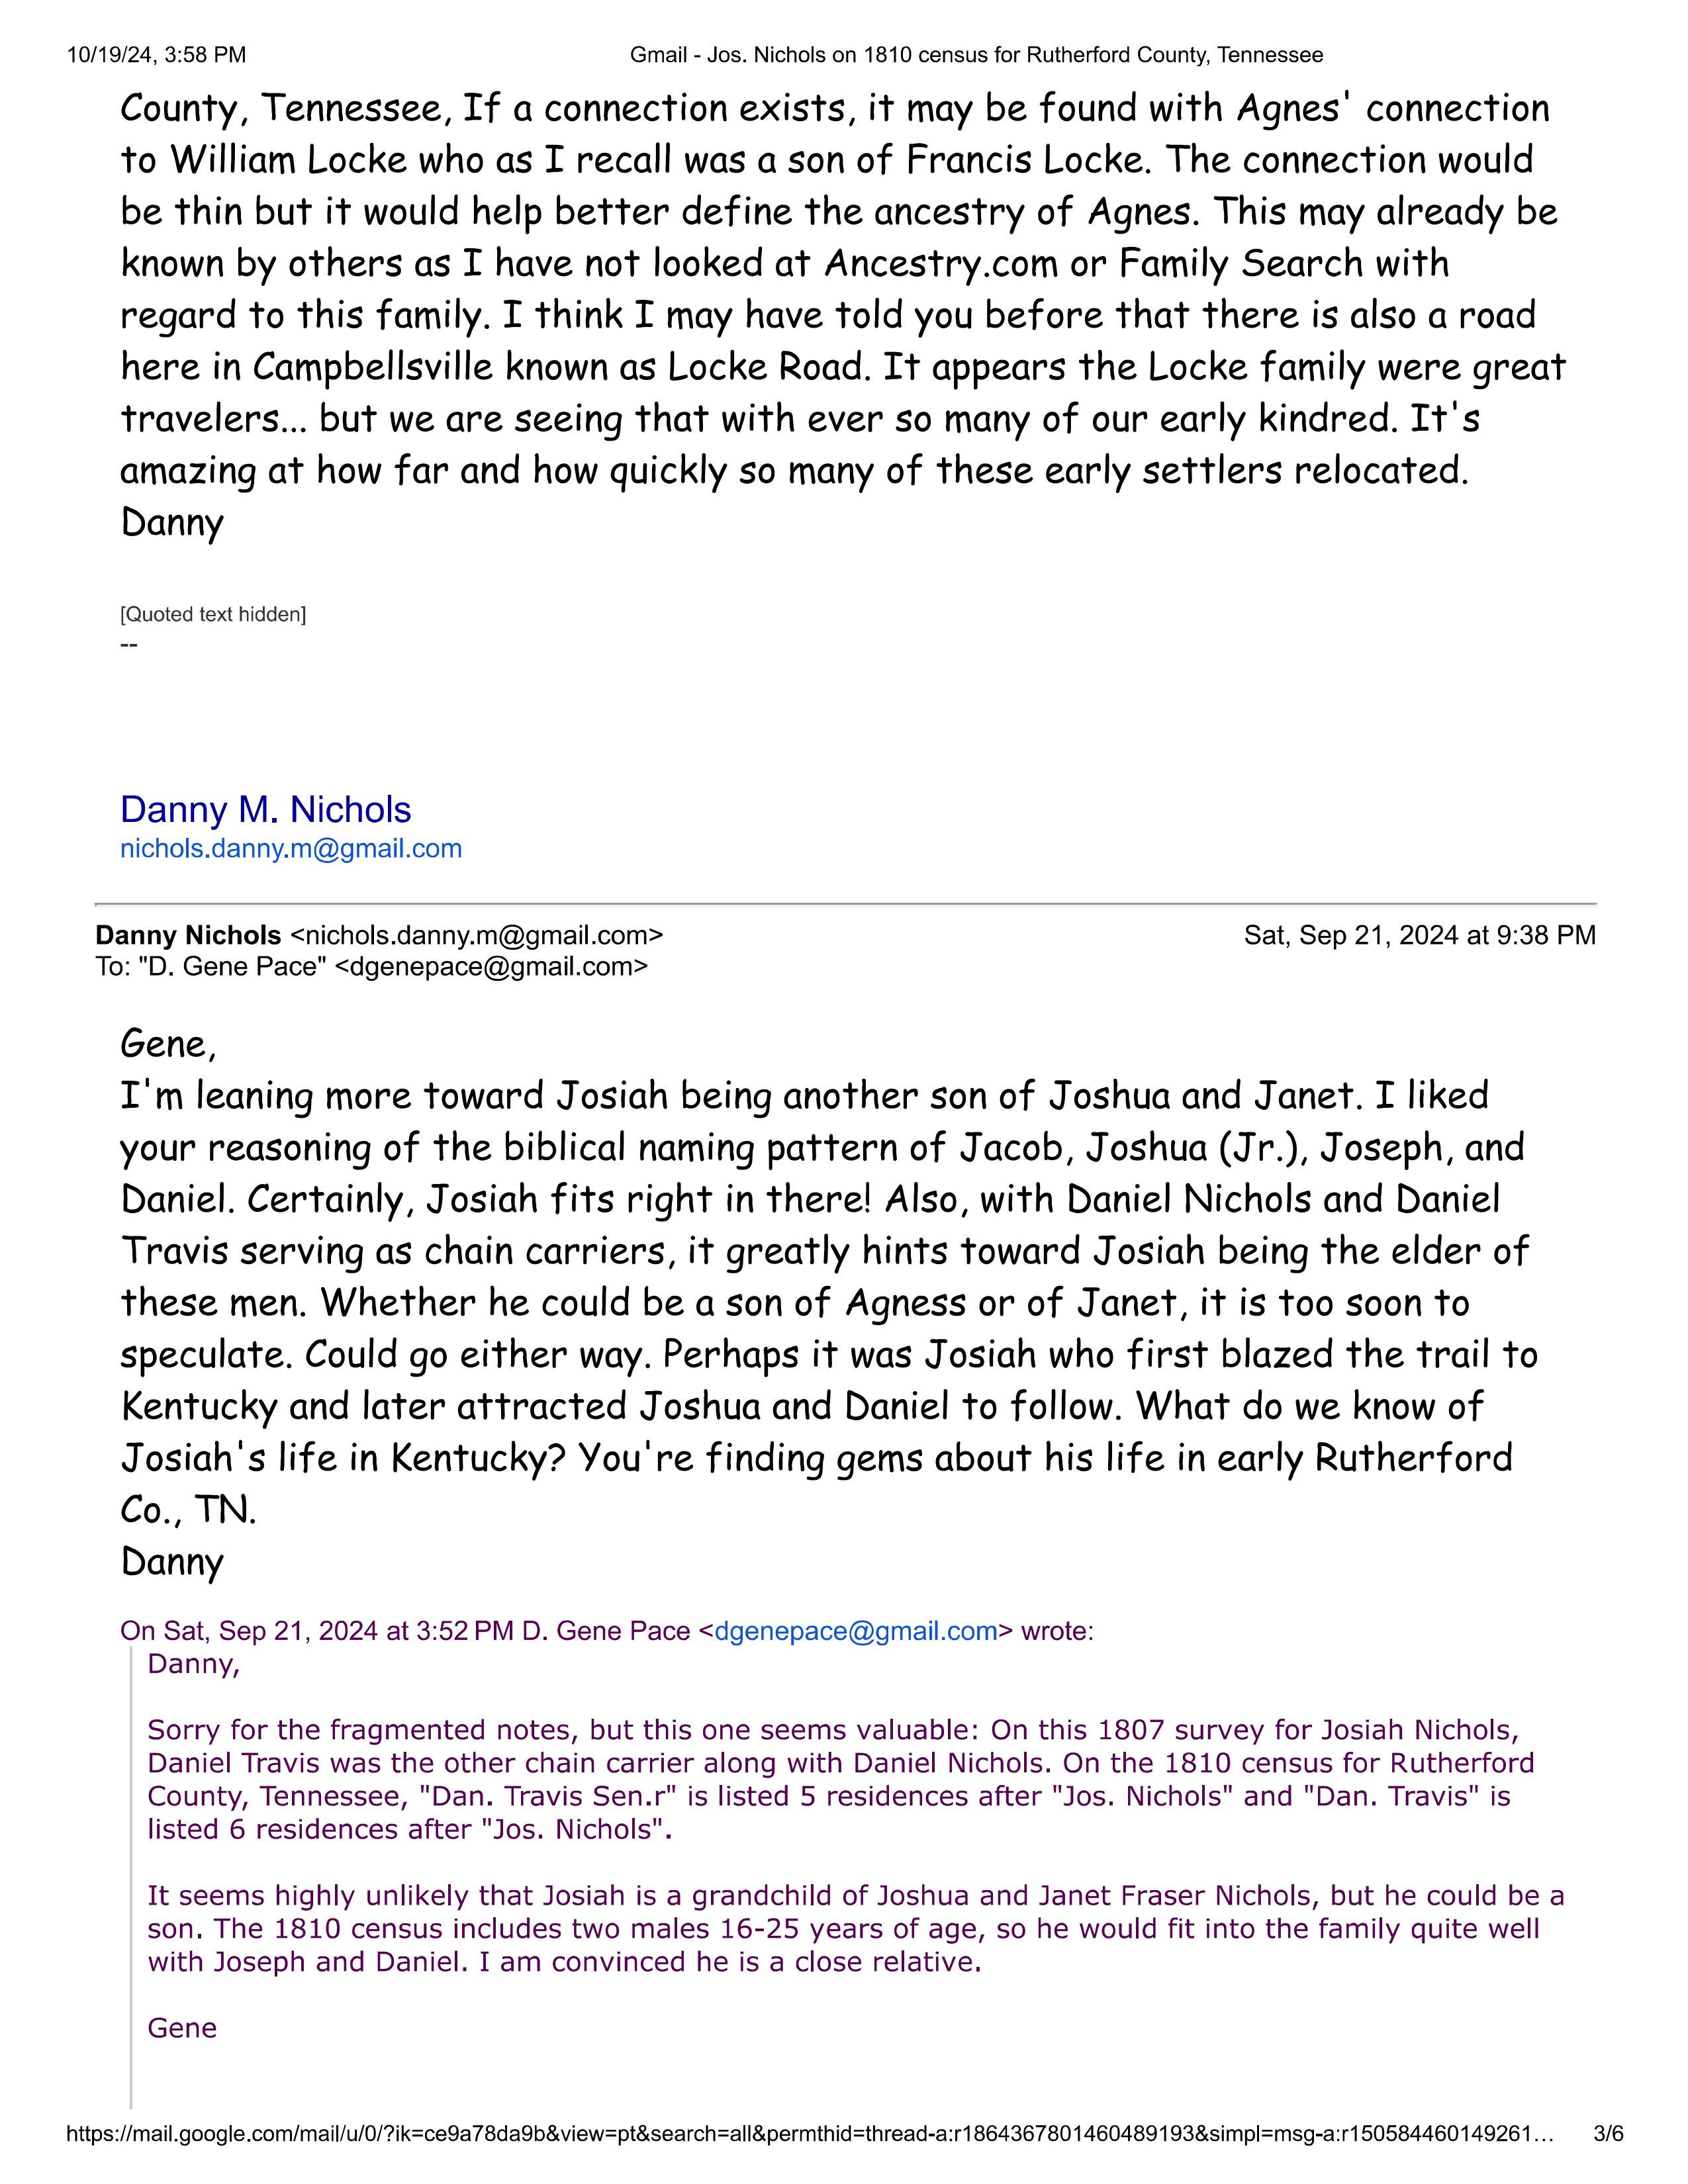 10/19/24, 3:58 PM Gmail - Jos. Nichols on 1810 census for Rutherford County, Tennessee
County, Tennessee, If a connection exists, it may be found with Agnes' connection
to William Locke who as I recall was a son of Francis Locke. The connection would
be thin but it would help better define the ancestry of Agnes. This may already be
known by others as I have not looked at Ancestry.com or Family Search with
regard to this family. I think I may have told you before that there is also a road
here in Campbellsville known as Locke Road. It appears the Locke family were great
travelers... but we are seeing that with ever so many of our early kindred. It's
amazing at how far and how quickly so many of these early settlers relocated.
Danny
[Quoted text hidden]
--
Danny M. Nichols
nichols.danny.m@gmail.com
Danny Nichols <nichols.danny.m@gmail.com> Sat, Sep 21, 2024 at 9:38 PM
To: "D. Gene Pace" <dgenepace@gmail.com>
Gene,
I'm leaning more toward Josiah being another son of Joshua and Janet. I liked
your reasoning of the biblical naming pattern of Jacob, Joshua (Jr.), Joseph, and
Daniel. Certainly, Josiah fits right in there! Also, with Daniel Nichols and Daniel
Travis serving as chain carriers, it greatly hints toward Josiah being the elder of
these men. Whether he could be a son of Agness or of Janet, it is too soon to
speculate. Could go either way. Perhaps it was Josiah who first blazed the trail to
Kentucky and later attracted Joshua and Daniel to follow. What do we know of
Josiah's life in Kentucky? You're finding gems about his life in early Rutherford
Co., TN.
Danny
On Sat, Sep 21, 2024 at 3:52 PM D. Gene Pace <dgenepace@gmail.com> wrote:
Danny,
Sorry for the fragmented notes, but this one seems valuable: On this 1807 survey for Josiah Nichols,
Daniel Travis was the other chain carrier along with Daniel Nichols. On the 1810 census for Rutherford
County, Tennessee, "Dan. Travis Sen.r" is listed 5 residences after "Jos. Nichols" and "Dan. Travis" is
listed 6 residences after "Jos. Nichols".
It seems highly unlikely that Josiah is a grandchild of Joshua and Janet Fraser Nichols, but he could be a
son. The 1810 census includes two males 16-25 years of age, so he would fit into the family quite well
with Joseph and Daniel. I am convinced he is a close relative.
Gene
https://mail.google.com/mail/u/0/?ik=ce9a78da9b&view=pt&search=all&permthid=thread-a:r1864367801460489193&simpl=msg-a:r150584460149261… 3/6